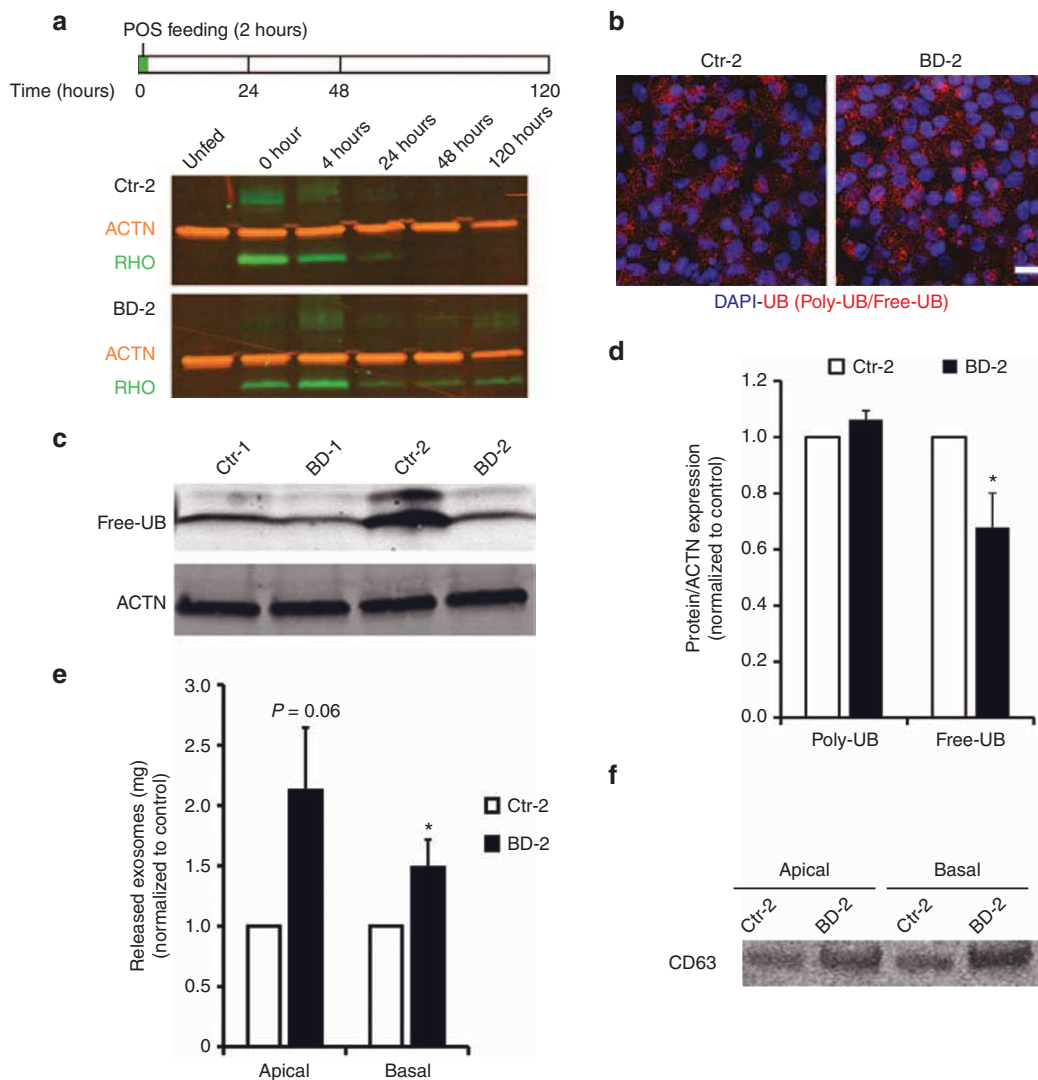 a
POS feeding (2 hours)
Time (hours) 0 24 48 120
Unfed 0 hour 4 hours 24 hours 48 hours 120 hours
Ctr-2
ACTN
RHO
BD-2
ACTN
RHO
b
Ctr-2 BD-2
DAPI-UB (Poly-UB/Free-UB)
c
Ctr-1 BD-1 Ctr-2 BD-2
Free-UB
ACTN
d
Ctr-2 BD-2
Protein/ACTN expression
(normalized to control)
1.2
1.0
0.8
0.6
0.4
0.2
0.0
*
Poly-UB Free-UB
e
Released exosomes (mg)
(normalized to control)
3.0
2.5
2.0
1.5
1.0
0.5
0
P = 0.06
*
Ctr-2
BD-2
Apical Basal
f
Apical Basal
Ctr-2 BD-2 Ctr-2 BD-2
CD63